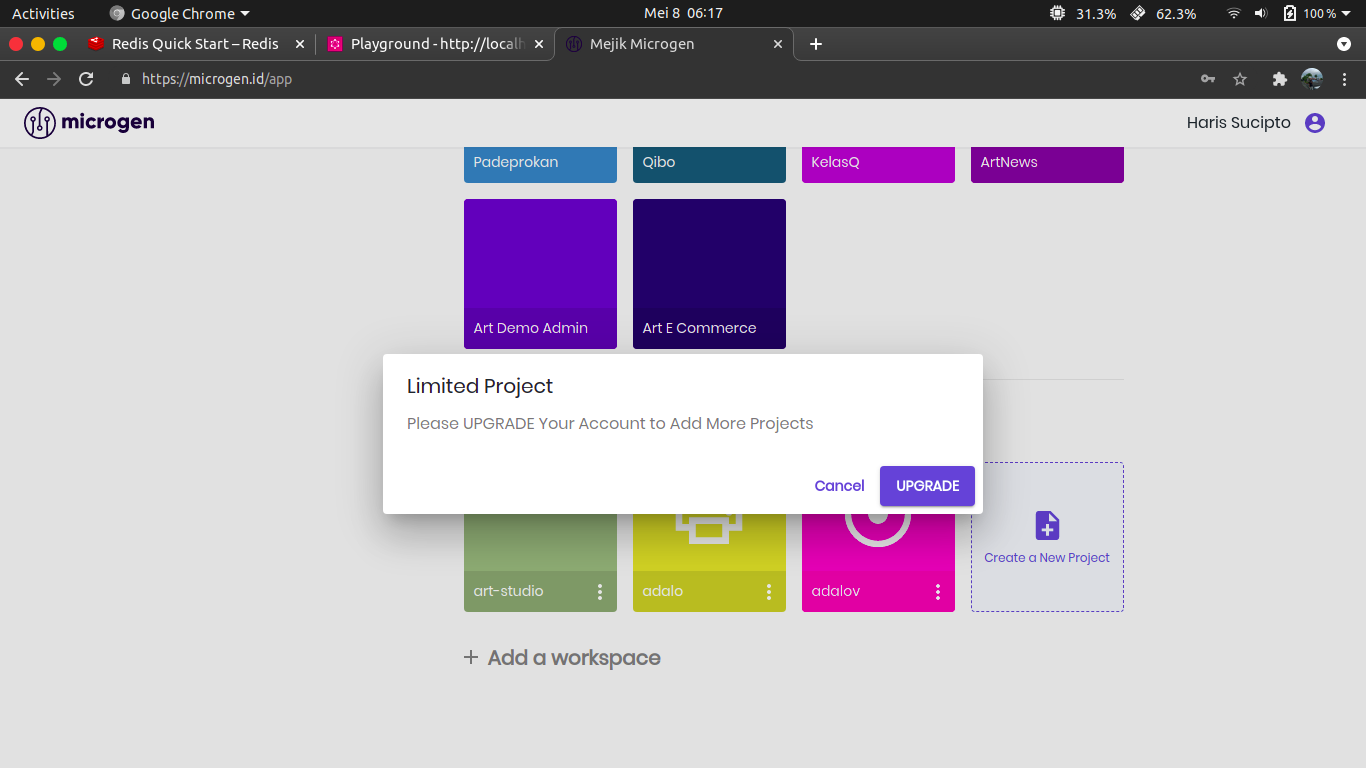 Activities
Google Chrome
Mei 8 06:17
31.3%
62.3%
100 %
Redis Quick Start – Redis
Playground - http://localh
Mejik Microgen
https://microgen.id/app
microgen
Haris Sucipto
Padeprokan
Qibo
KelasQ
ArtNews
Art Demo Admin
Art E Commerce
Limited Project
Please UPGRADE Your Account to Add More Projects
Cancel
UPGRADE
Create a New Project
art-studio
adalo
adalov
+ Add a workspace